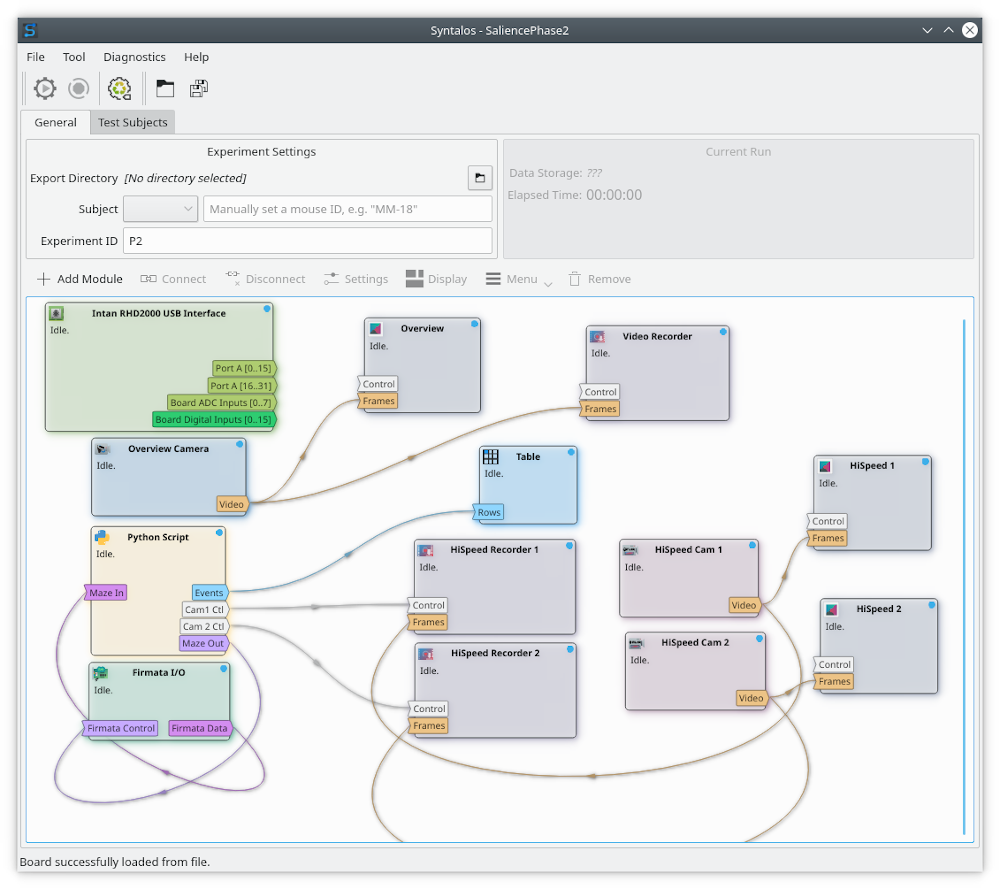 Syntalos - SaliencePhase2
File Tool Diagnostics Help
General Test Subjects
Experiment Settings
Export Directory [No directory selected]
Subject Manually set a mouse ID, e.g. "MM-18"
Experiment ID P2
Current Run
Data Storage: ???
Elapsed Time: 00:00:00
Add Module Connect Disconnect Settings Display Menu Remove
Intan RHD2000 USB Interface
Idle.
Port A [0..15]
Port A [16..31]
Board ADC Inputs [0..7]
Board Digital Inputs [0..15]
Overview
Idle.
Control
Frames
Video Recorder
Idle.
Control
Frames
Overview Camera
Idle.
Video
Table
Idle.
Rows
HiSpeed 1
Idle.
Control
Frames
Python Script
Idle.
Maze In Events
Cam1 Ctl
Cam 2 Ctl
Maze Out
HiSpeed Recorder 1
Idle.
Control
Frames
HiSpeed Cam 1
Idle.
Video
HiSpeed 2
Idle.
Control
Frames
HiSpeed Cam 2
Idle.
Video
HiSpeed Recorder 2
Idle.
Control
Frames
Firmata I/O
Idle.
Firmata Control Firmata Data
Board successfully loaded from file.